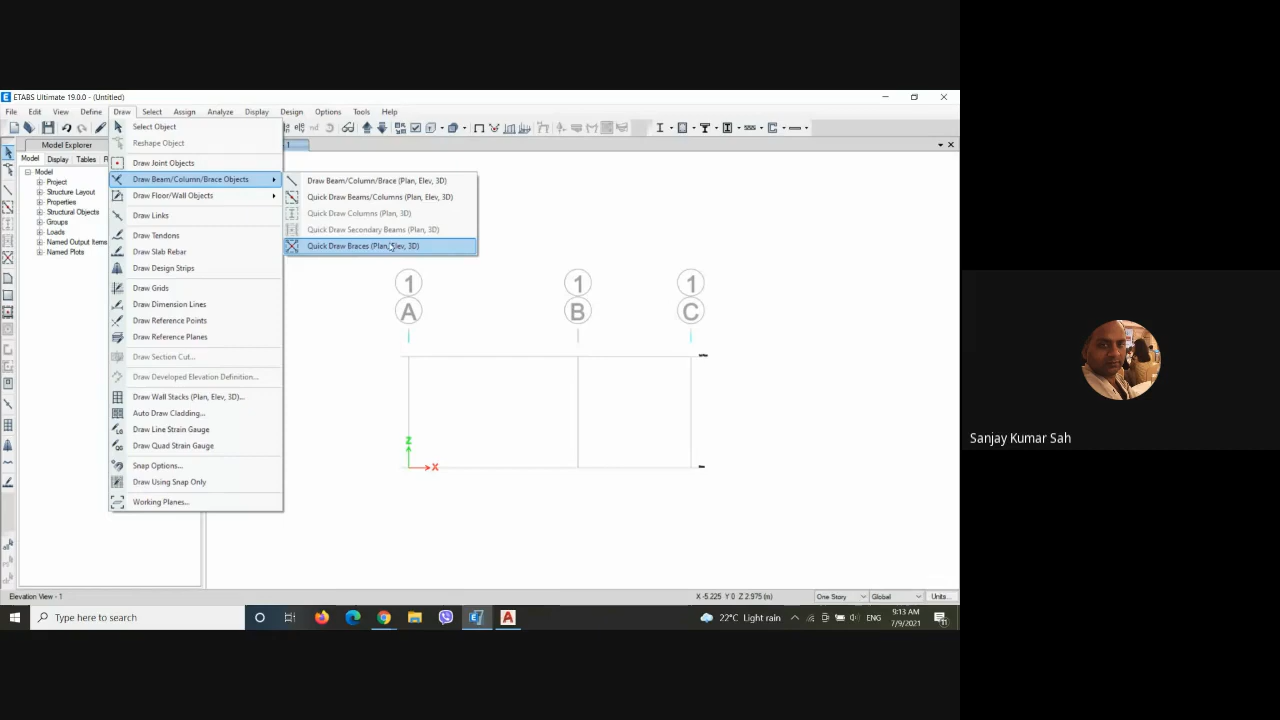 ETABS Ultimate 19.0.0 - (Untitled)
File Edit View Define Draw Select Assign Analyze Display Design Options Tools Help
Model Explorer
Model Display Tables
Model
Project
Structure Layout
Properties
Structural Objects
Groups
Loads
Named Output Items
Named Plots
Select Object
Reshape Object
Draw Joint Objects
Draw Beam/Column/Brace Objects
Draw Floor/Wall Objects
Draw Links
Draw Tendons
Draw Slab Rebar
Draw Design Strips
Draw Grids
Draw Dimension Lines
Draw Reference Points
Draw Reference Planes
Draw Section Cut...
Draw Developed Elevation Definition...
Draw Wall Stacks (Plan, Elev, 3D)...
Auto Draw Cladding...
Draw Line Strain Gauge
Draw Quad Strain Gauge
Snap Options...
Draw Using Snap Only
Working Planes...
Draw Beam/Column/Brace (Plan, Elev, 3D)
Quick Draw Beams/Columns (Plan, Elev, 3D)
Quick Draw Columns (Plan, 3D)
Quick Draw Secondary Beams (Plan, 3D)
Quick Draw Braces (Plan, Elev, 3D)
1 1 1
A B C
Z
X
Elevation View - 1
X -5.225 Y 0 Z 2.975 (m)
One Story
Global
Units...
Type here to search
22°C Light rain
ENG
9:13 AM
7/9/2021
Sanjay Kumar Sah